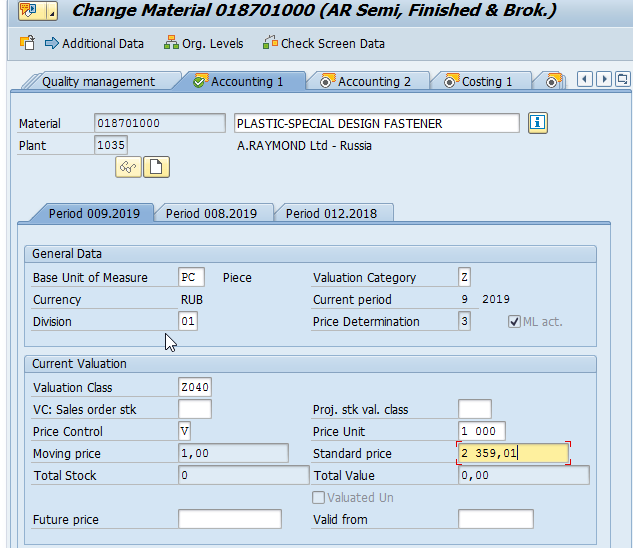 Change Material 018701000 (AR Semi, Finished & Brok.)
Additional Data Org. Levels Check Screen Data
Quality management Accounting 1 Accounting 2 Costing 1
Material 018701000 PLASTIC-SPECIAL DESIGN FASTENER
Plant 1035 A.RAYMOND Ltd - Russia
Period 009.2019 Period 008.2019 Period 012.2018
General Data
Base Unit of Measure PC Piece Valuation Category Z
Currency RUB Current period 9 2019
Division 01 Price Determination 3 ML act.
Current Valuation
Valuation Class Z040
VC: Sales order stk Proj. stk val. class
Price Control V Price Unit 1 000
Moving price 1,00 Standard price 2 359,01
Total Stock 0 Total Value 0,00
Valuated Un
Future price Valid from